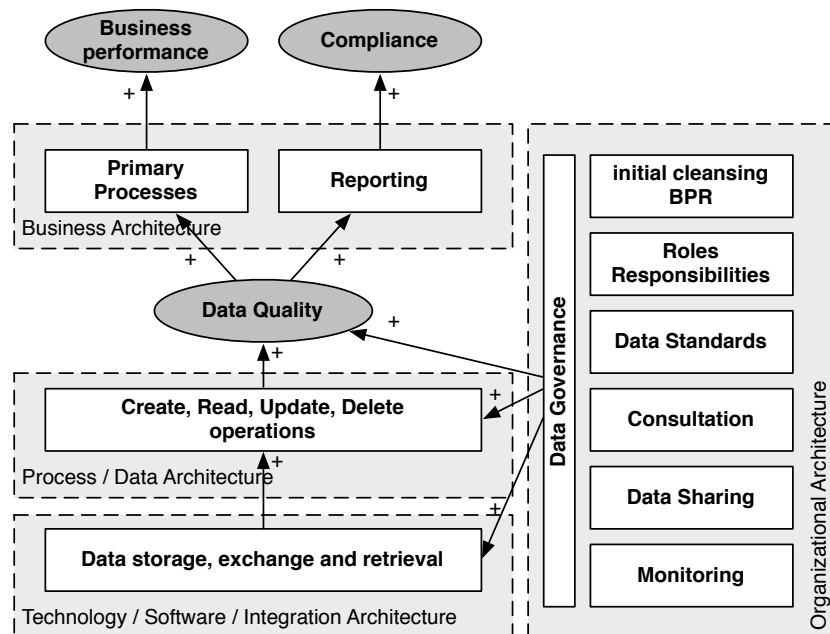 Business
performance
Compliance
+
+
Primary
Processes
Reporting
Business Architecture
+
+
Data Quality
+
+
Create, Read, Update, Delete
operations
+
Process / Data Architecture
+
+
Data storage, exchange and retrieval
Technology / Software / Integration Architecture
Data Governance
initial cleansing
BPR
Roles
Responsibilities
Data Standards
Consultation
Data Sharing
Monitoring
Organizational Architecture